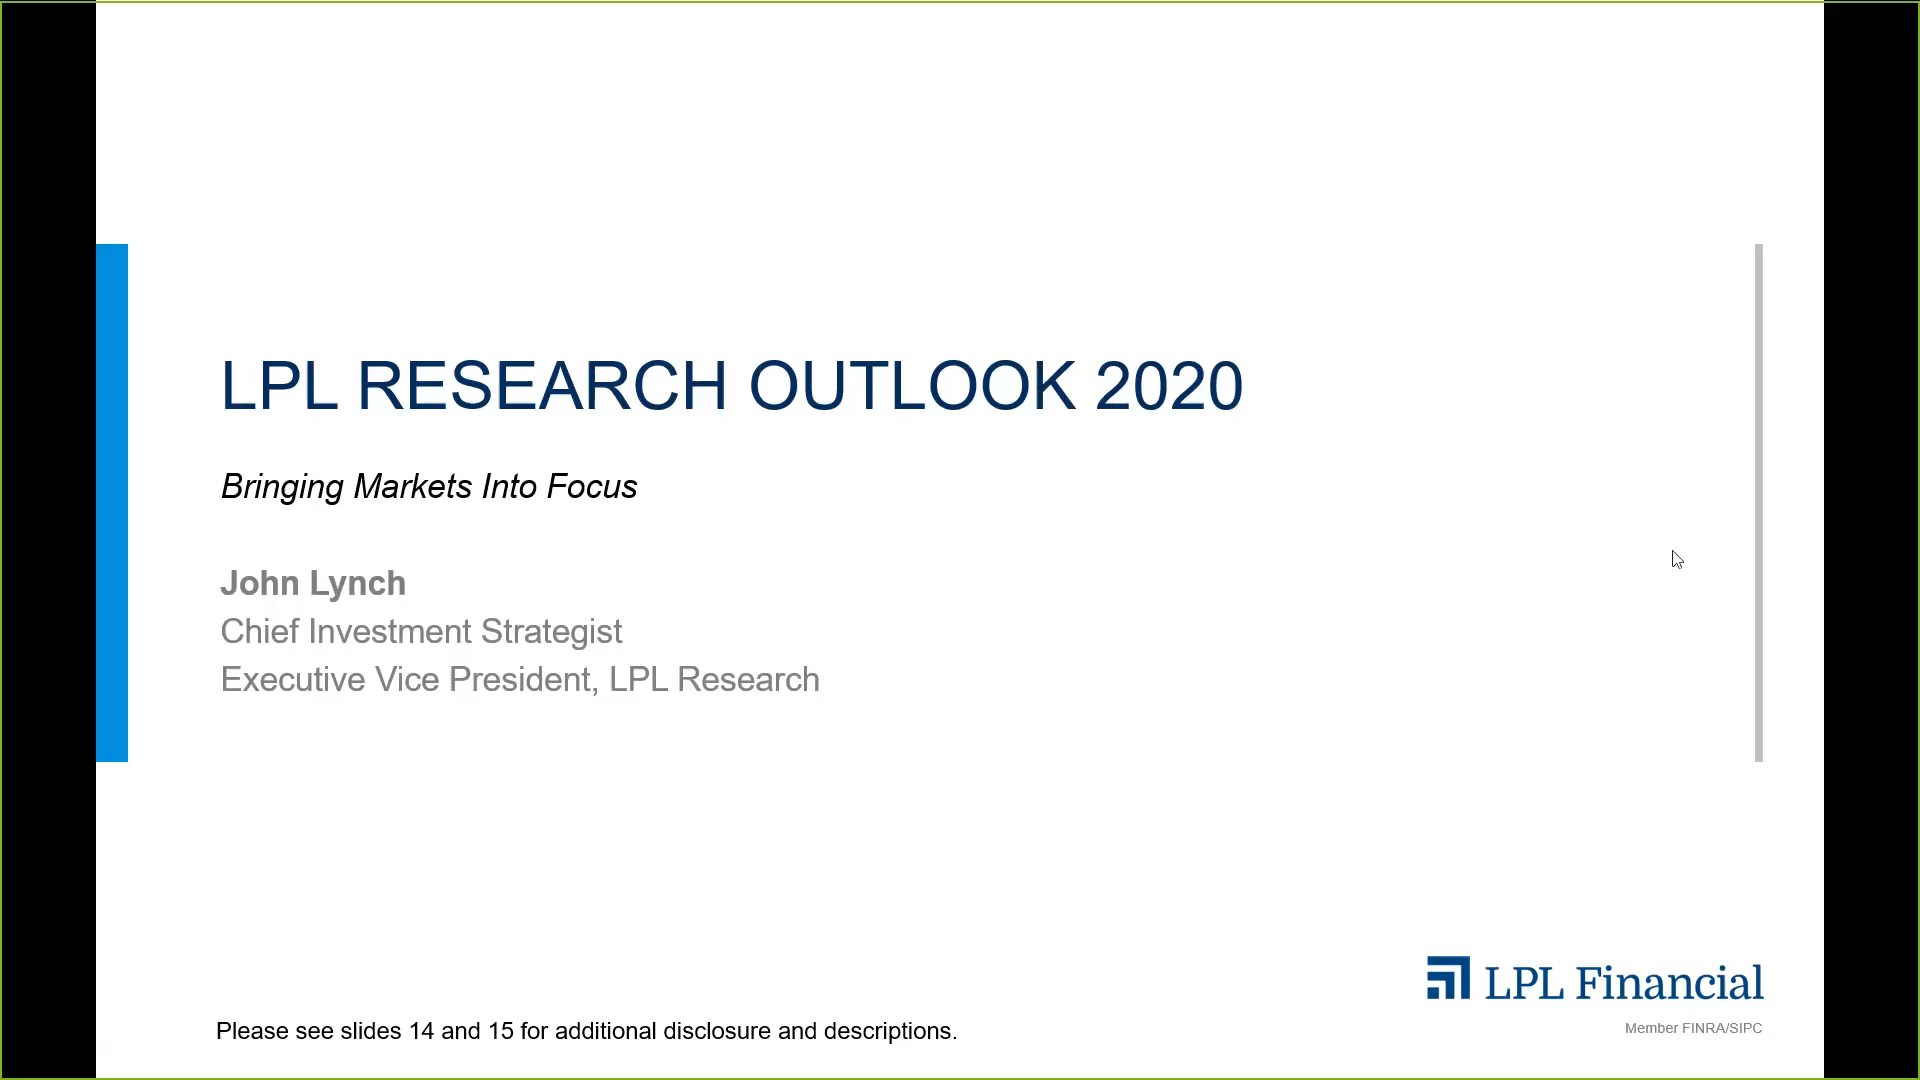 LPL RESEARCH OUTLOOK 2020
Bringing Markets Into Focus
John Lynch
Chief Investment Strategist
Executive Vice President, LPL Research
LPL Financial
Member FINRA/SIPC
Please see slides 14 and 15 for additional disclosure and descriptions.